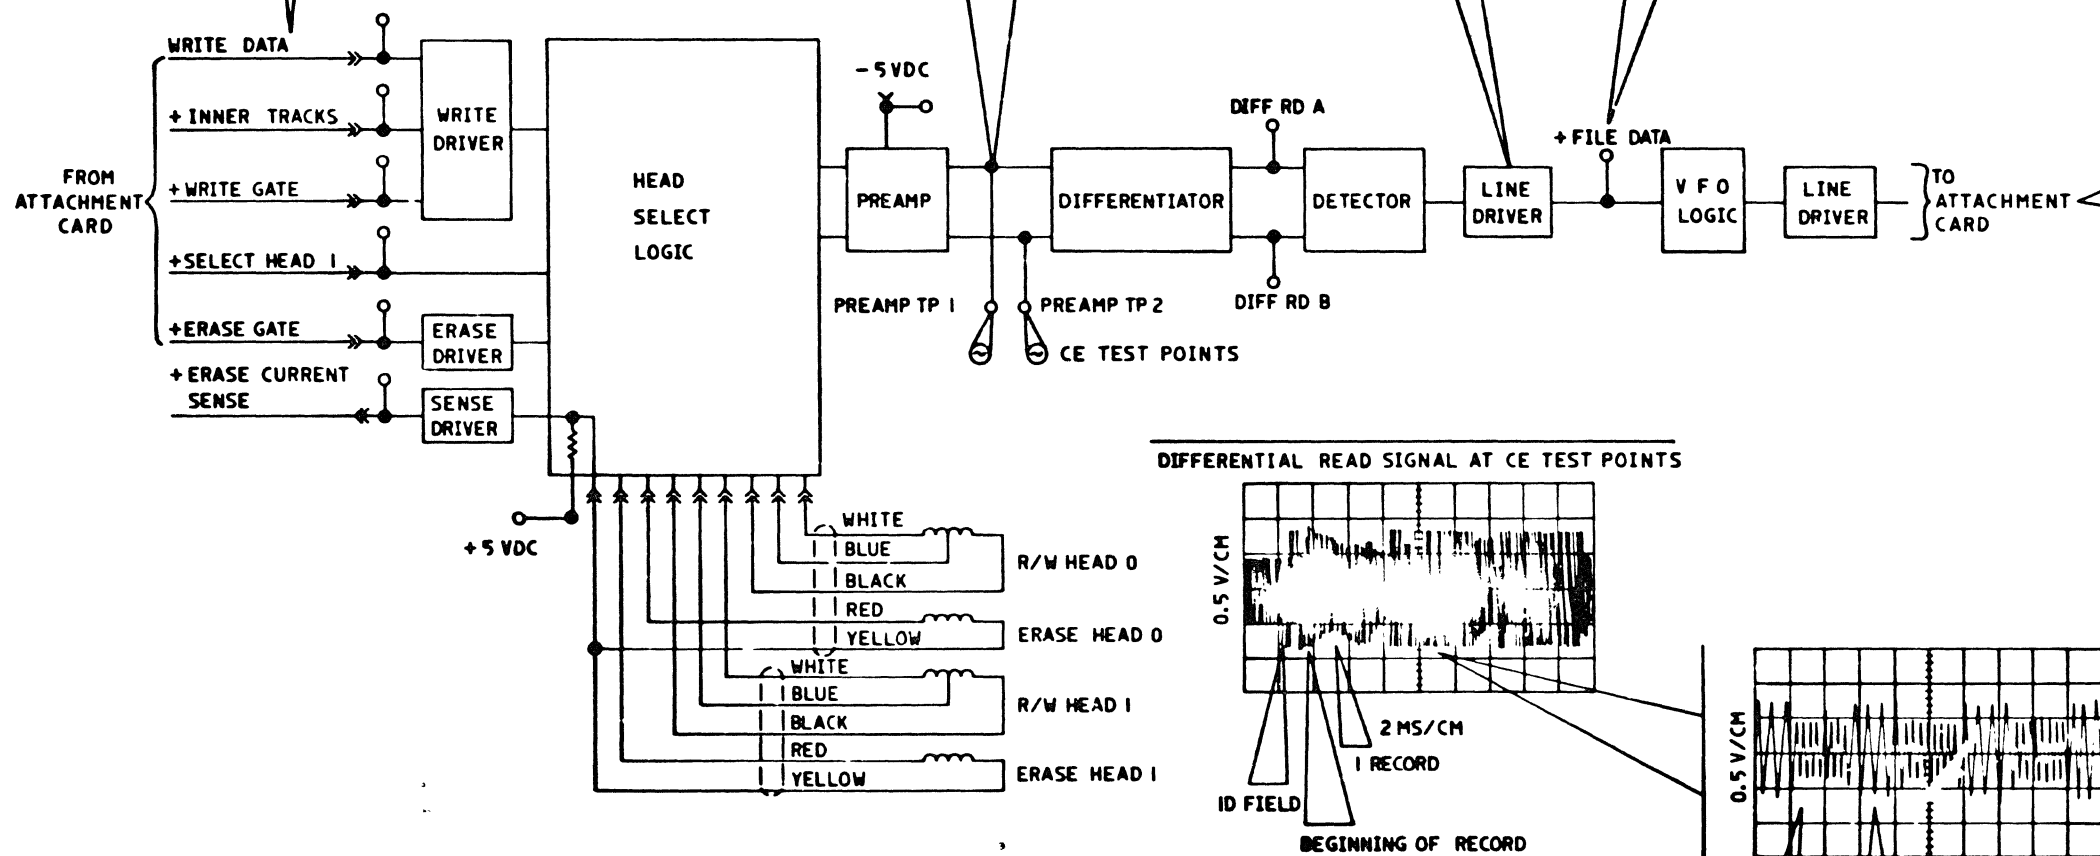 WRITE DATA
+ INNER TRACKS
+ WRITE GATE
+SELECT HEAD 1
+ERASE GATE
+ERASE CURRENT
SENSE
FROM
ATTACHMENT
CARD
WRITE
DRIVER
ERASE
DRIVER
SENSE
DRIVER
HEAD
SELECT
LOGIC
+5 VDC
-5VDC
PREAMP
PREAMP TP 1
PREAMP TP 2
CE TEST POINTS
DIFFERENTIATOR
DIFF RD A
DIFF RD B
DETECTOR
LINE
DRIVER
+ FILE DATA
VFO
LOGIC
LINE
DRIVER
TO
ATTACHMENT
CARD
WHITE
BLUE
BLACK
RED
YELLOW
R/W HEAD 0
ERASE HEAD 0
WHITE
BLUE
BLACK
RED
YELLOW
R/W HEAD 1
ERASE HEAD 1
DIFFERENTIAL READ SIGNAL AT CE TEST POINTS
0.5 V/CM
2 MS/CM
1 RECORD
ID FIELD
BEGINNING OF RECORD
0.5 V/CM